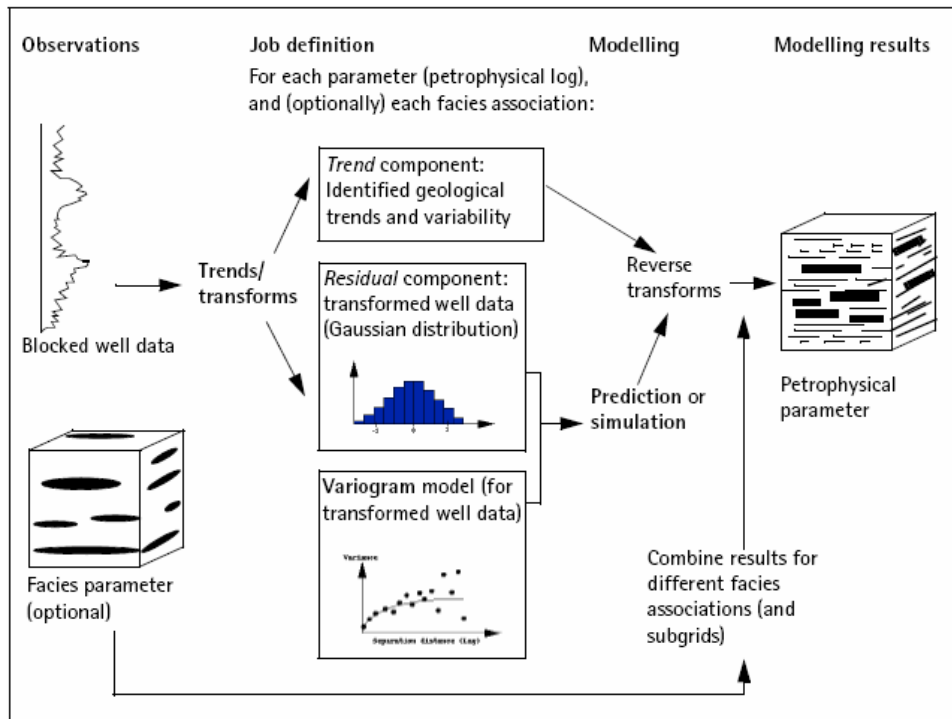 Observations
Job definition
Modelling
Modelling results
For each parameter (petrophysical log),
and (optionally) each facies association:
Blocked well data
Trends/
transforms
Trend component:
Identified geological
trends and variability
Residual component:
transformed well data
(Gaussian distribution)
0
Variogram model (for
transformed well data)
Variance
Separation distance (Lag)
Reverse
transforms
Prediction or
simulation
Petrophysical
parameter
Facies parameter
(optional)
Combine results for
different facies
associations (and
subgrids)